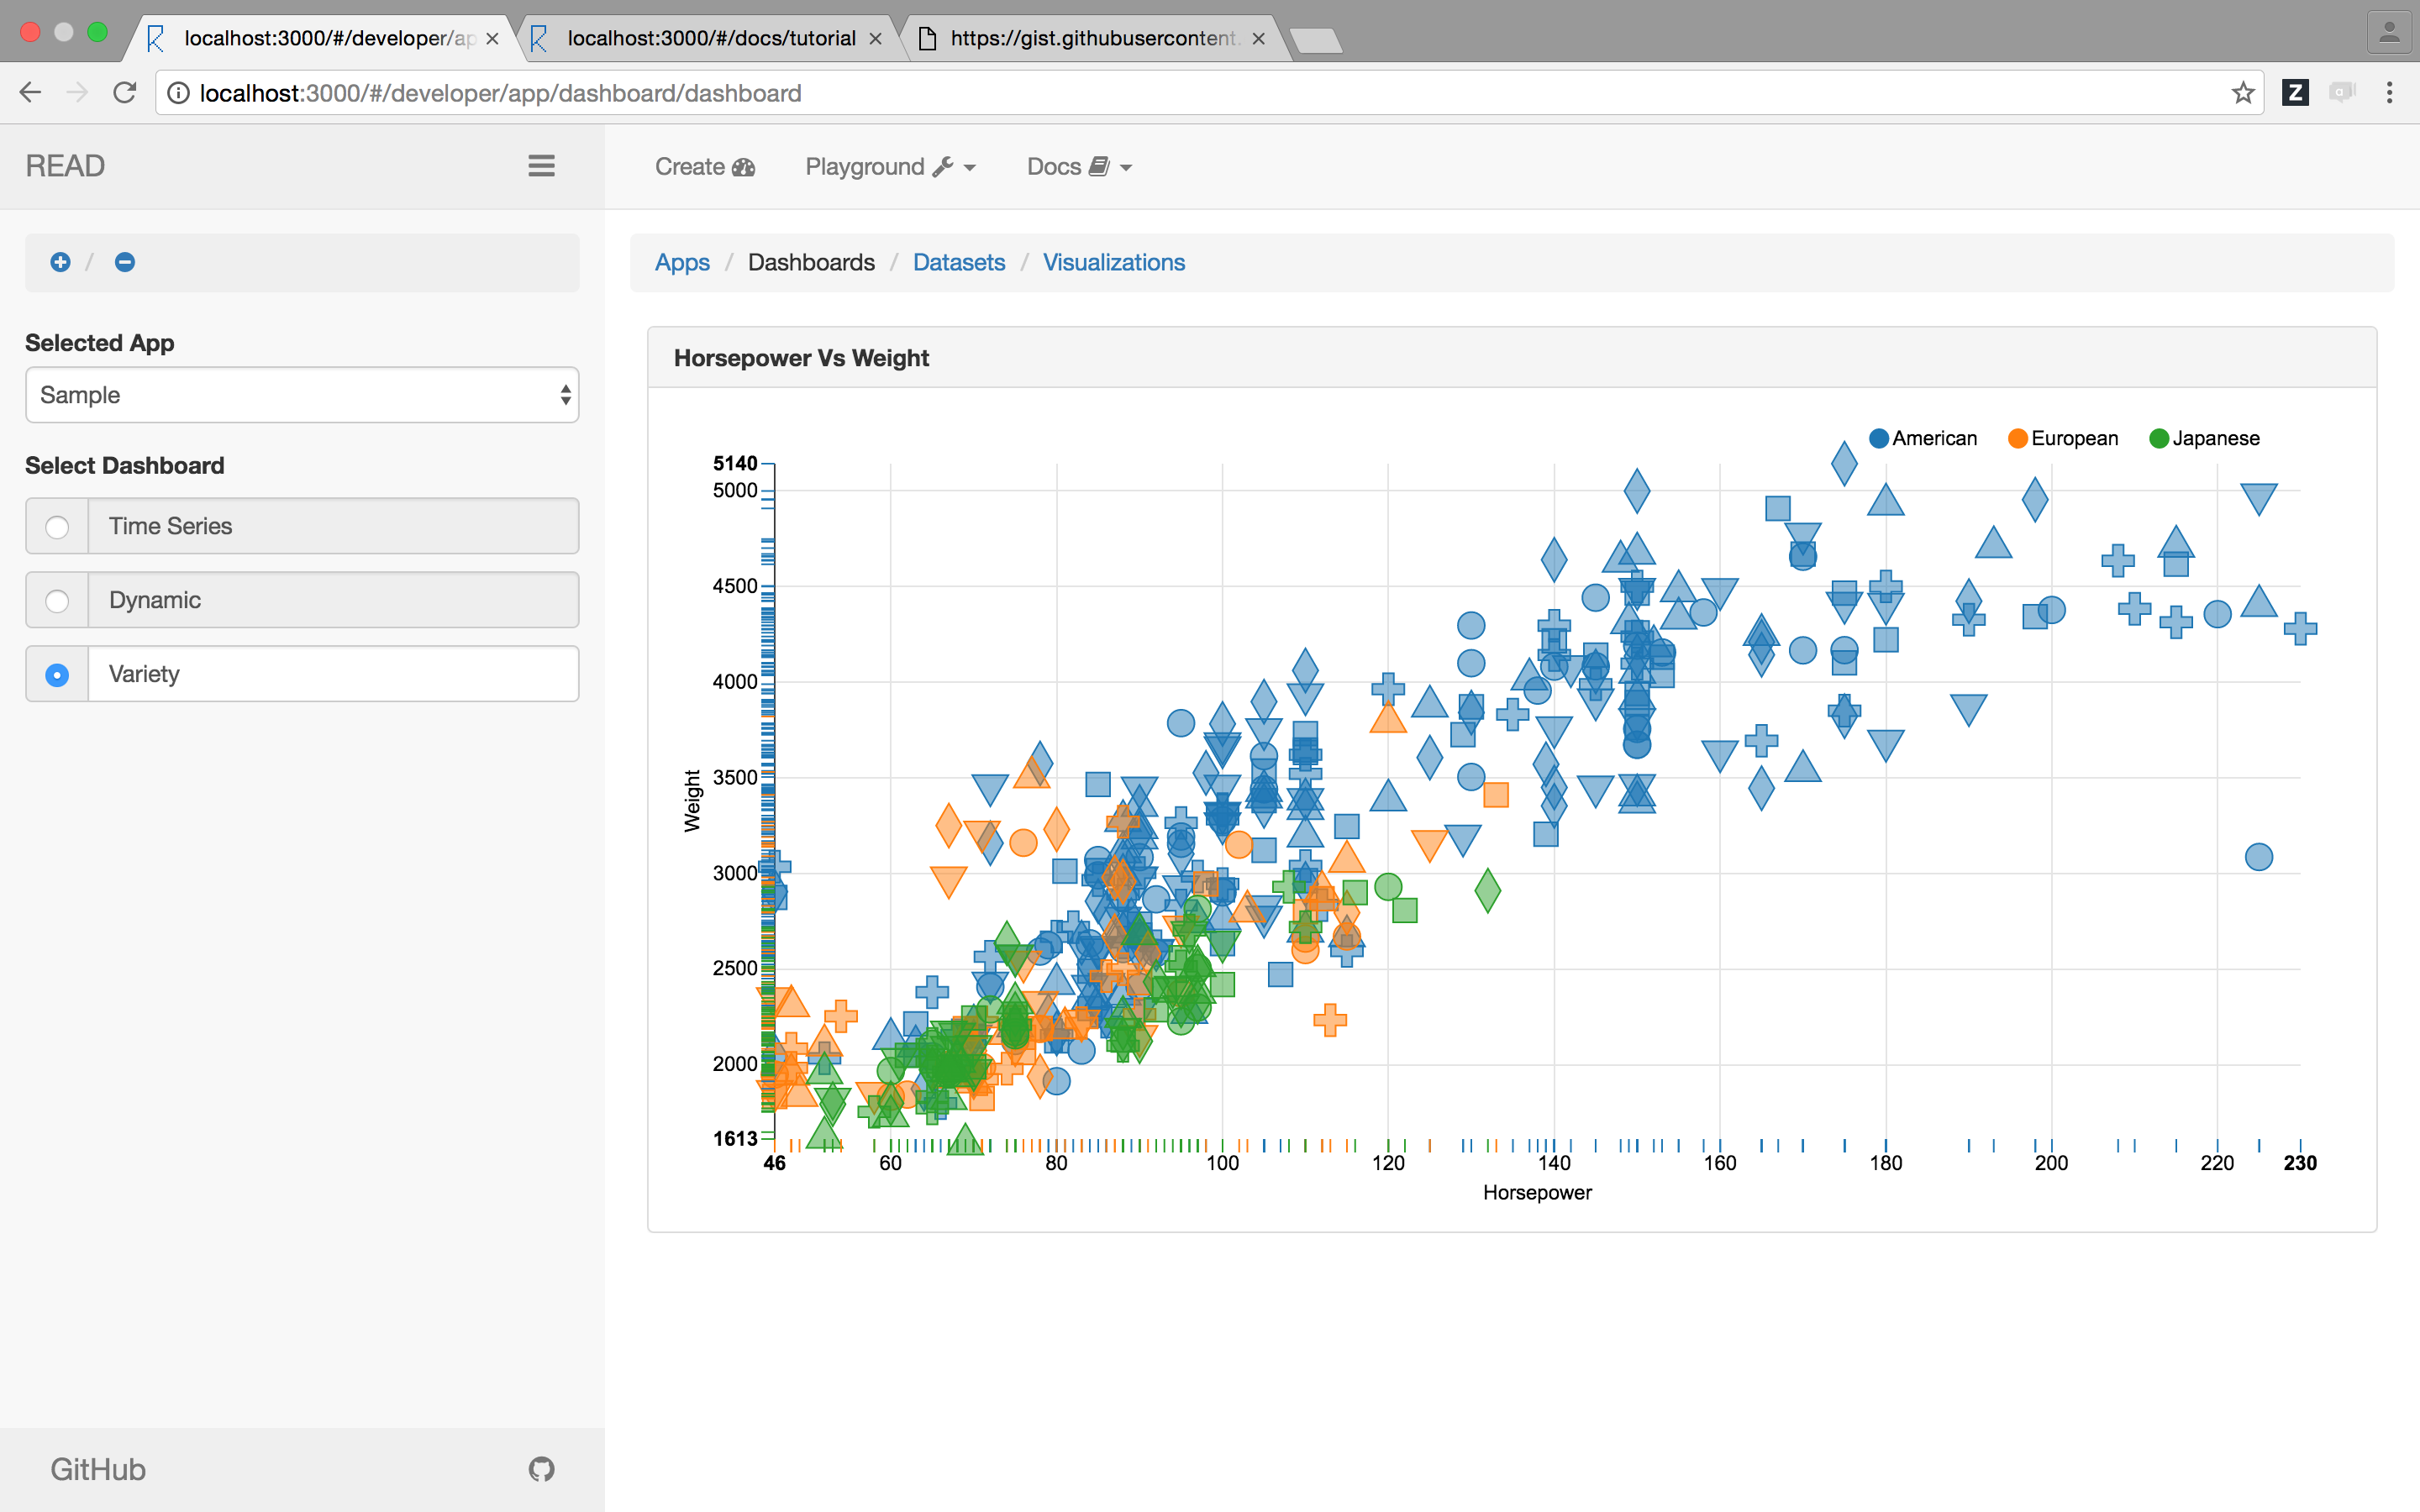 localhost:3000/#/developer/ap
localhost:3000/#/docs/tutorial
https://gist.githubusercontent.
localhost:3000/#/developer/app/dashboard/dashboard
Z
a
READ
Create
Playground
Docs
/
Apps / Dashboards / Datasets / Visualizations
Selected App
Sample
Select Dashboard
Time Series
Dynamic
Variety
Horsepower Vs Weight
American
European
Japanese
5140
5000
4500
4000
3500
3000
2500
2000
1613
Weight
46 60 80 100 120 140 160 180 200 220 230
Horsepower
GitHub